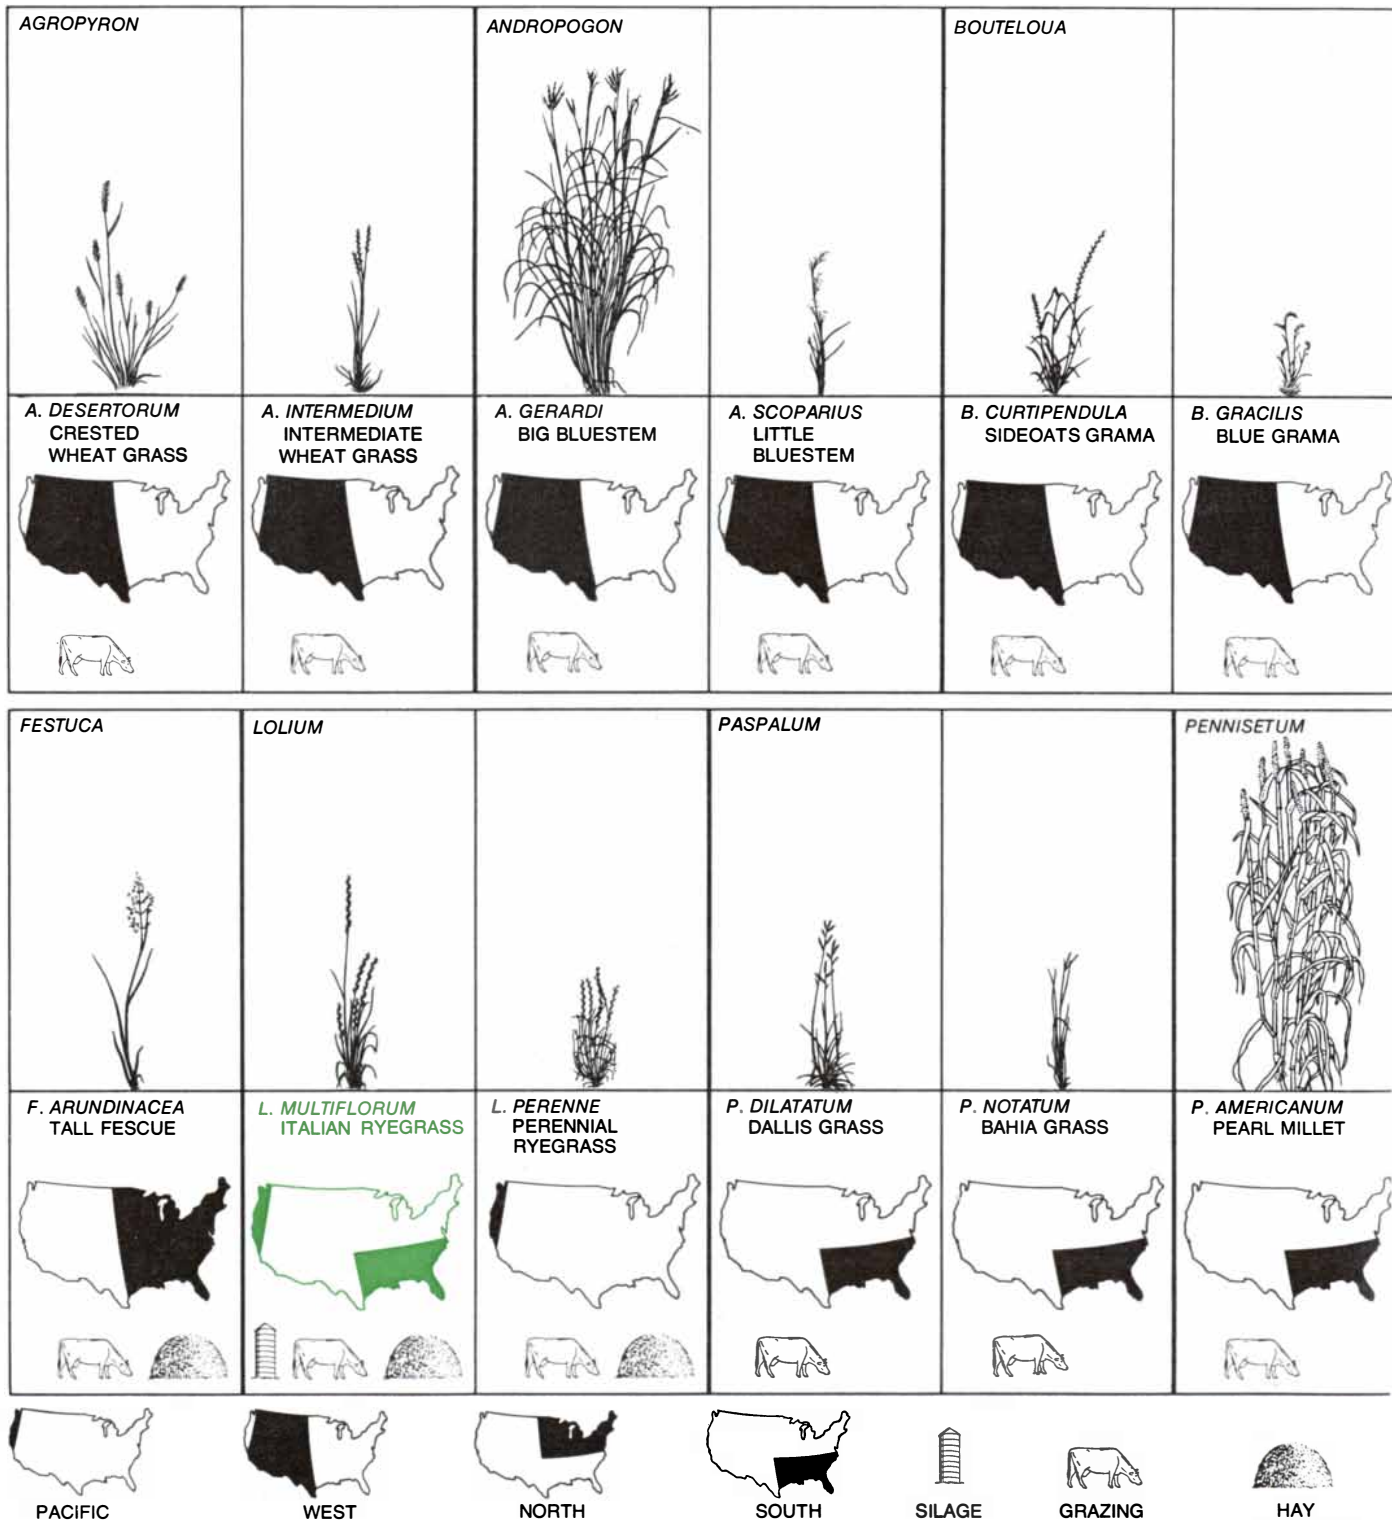 AGROPYRON
ANDROPOGON
BOUTELOUA
A. DESERTORUM
CRESTED
WHEAT GRASS
A. INTERMEDIUM
INTERMEDIATE
WHEAT GRASS
A. GERARDI
BIG BLUESTEM
A. SCOPARIUS
LITTLE
BLUESTEM
B. CURTIPENDULA
SIDEOATS GRAMA
B. GRACILIS
BLUE GRAMA
FESTUCA
LOLIUM
PASPALUM
PENNISETUM
F. ARUNDINACEA
TALL FESCUE
L. MULTIFLORUM
ITALIAN RYEGRASS
L. PERENNE
PERENNIAL
RYEGRASS
P. DILATATUM
DALLIS GRASS
P. NOTATUM
BAHIA GRASS
P. AMERICANUM
PEARL MILLET
PACIFIC
WEST
NORTH
SOUTH
SILAGE
GRAZING
HAY